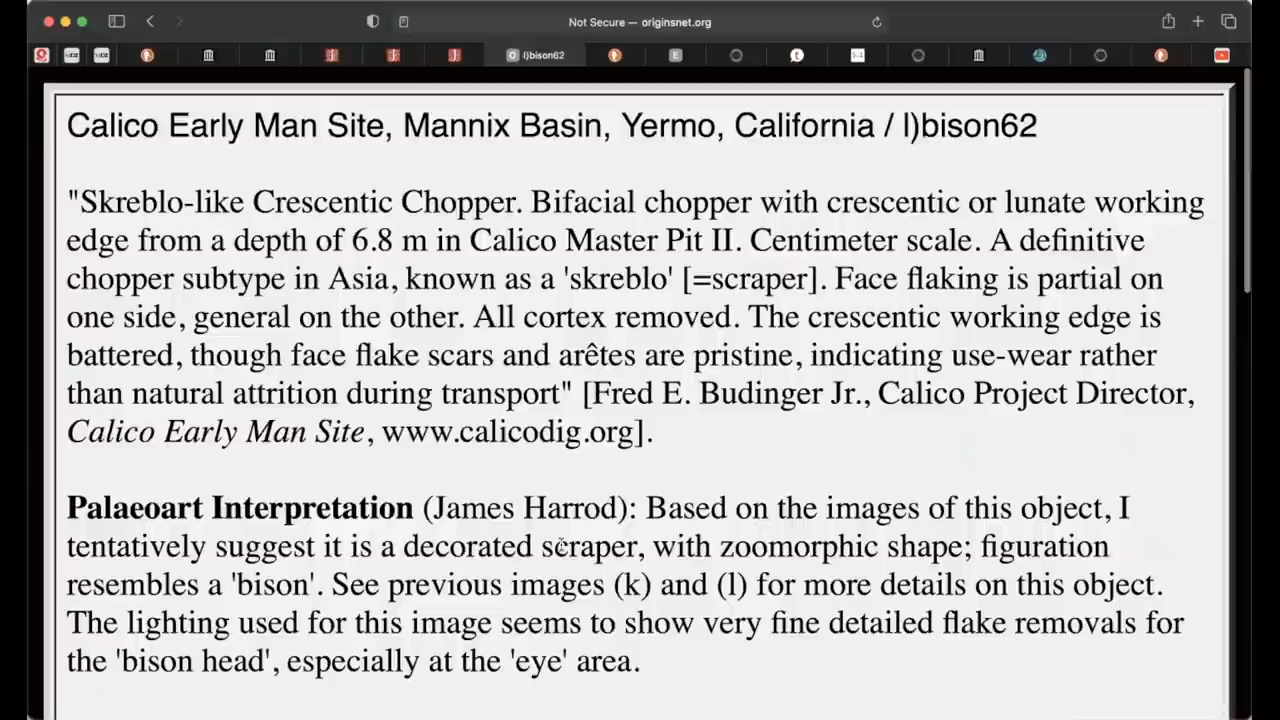 Not Secure — originsnet.org
l)bison62
Calico Early Man Site, Mannix Basin, Yermo, California / l)bison62
"Skreblo-like Crescentic Chopper. Bifacial chopper with crescentic or lunate working
edge from a depth of 6.8 m in Calico Master Pit II. Centimeter scale. A definitive
chopper subtype in Asia, known as a 'skreblo' [=scraper]. Face flaking is partial on
one side, general on the other. All cortex removed. The crescentic working edge is
battered, though face flake scars and arêtes are pristine, indicating use-wear rather
than natural attrition during transport" [Fred E. Budinger Jr., Calico Project Director,
Calico Early Man Site, www.calicodig.org].
Palaeoart Interpretation (James Harrod): Based on the images of this object, I
tentatively suggest it is a decorated scraper, with zoomorphic shape; figuration
resembles a 'bison'. See previous images (k) and (l) for more details on this object.
The lighting used for this image seems to show very fine detailed flake removals for
the 'bison head', especially at the 'eye' area.